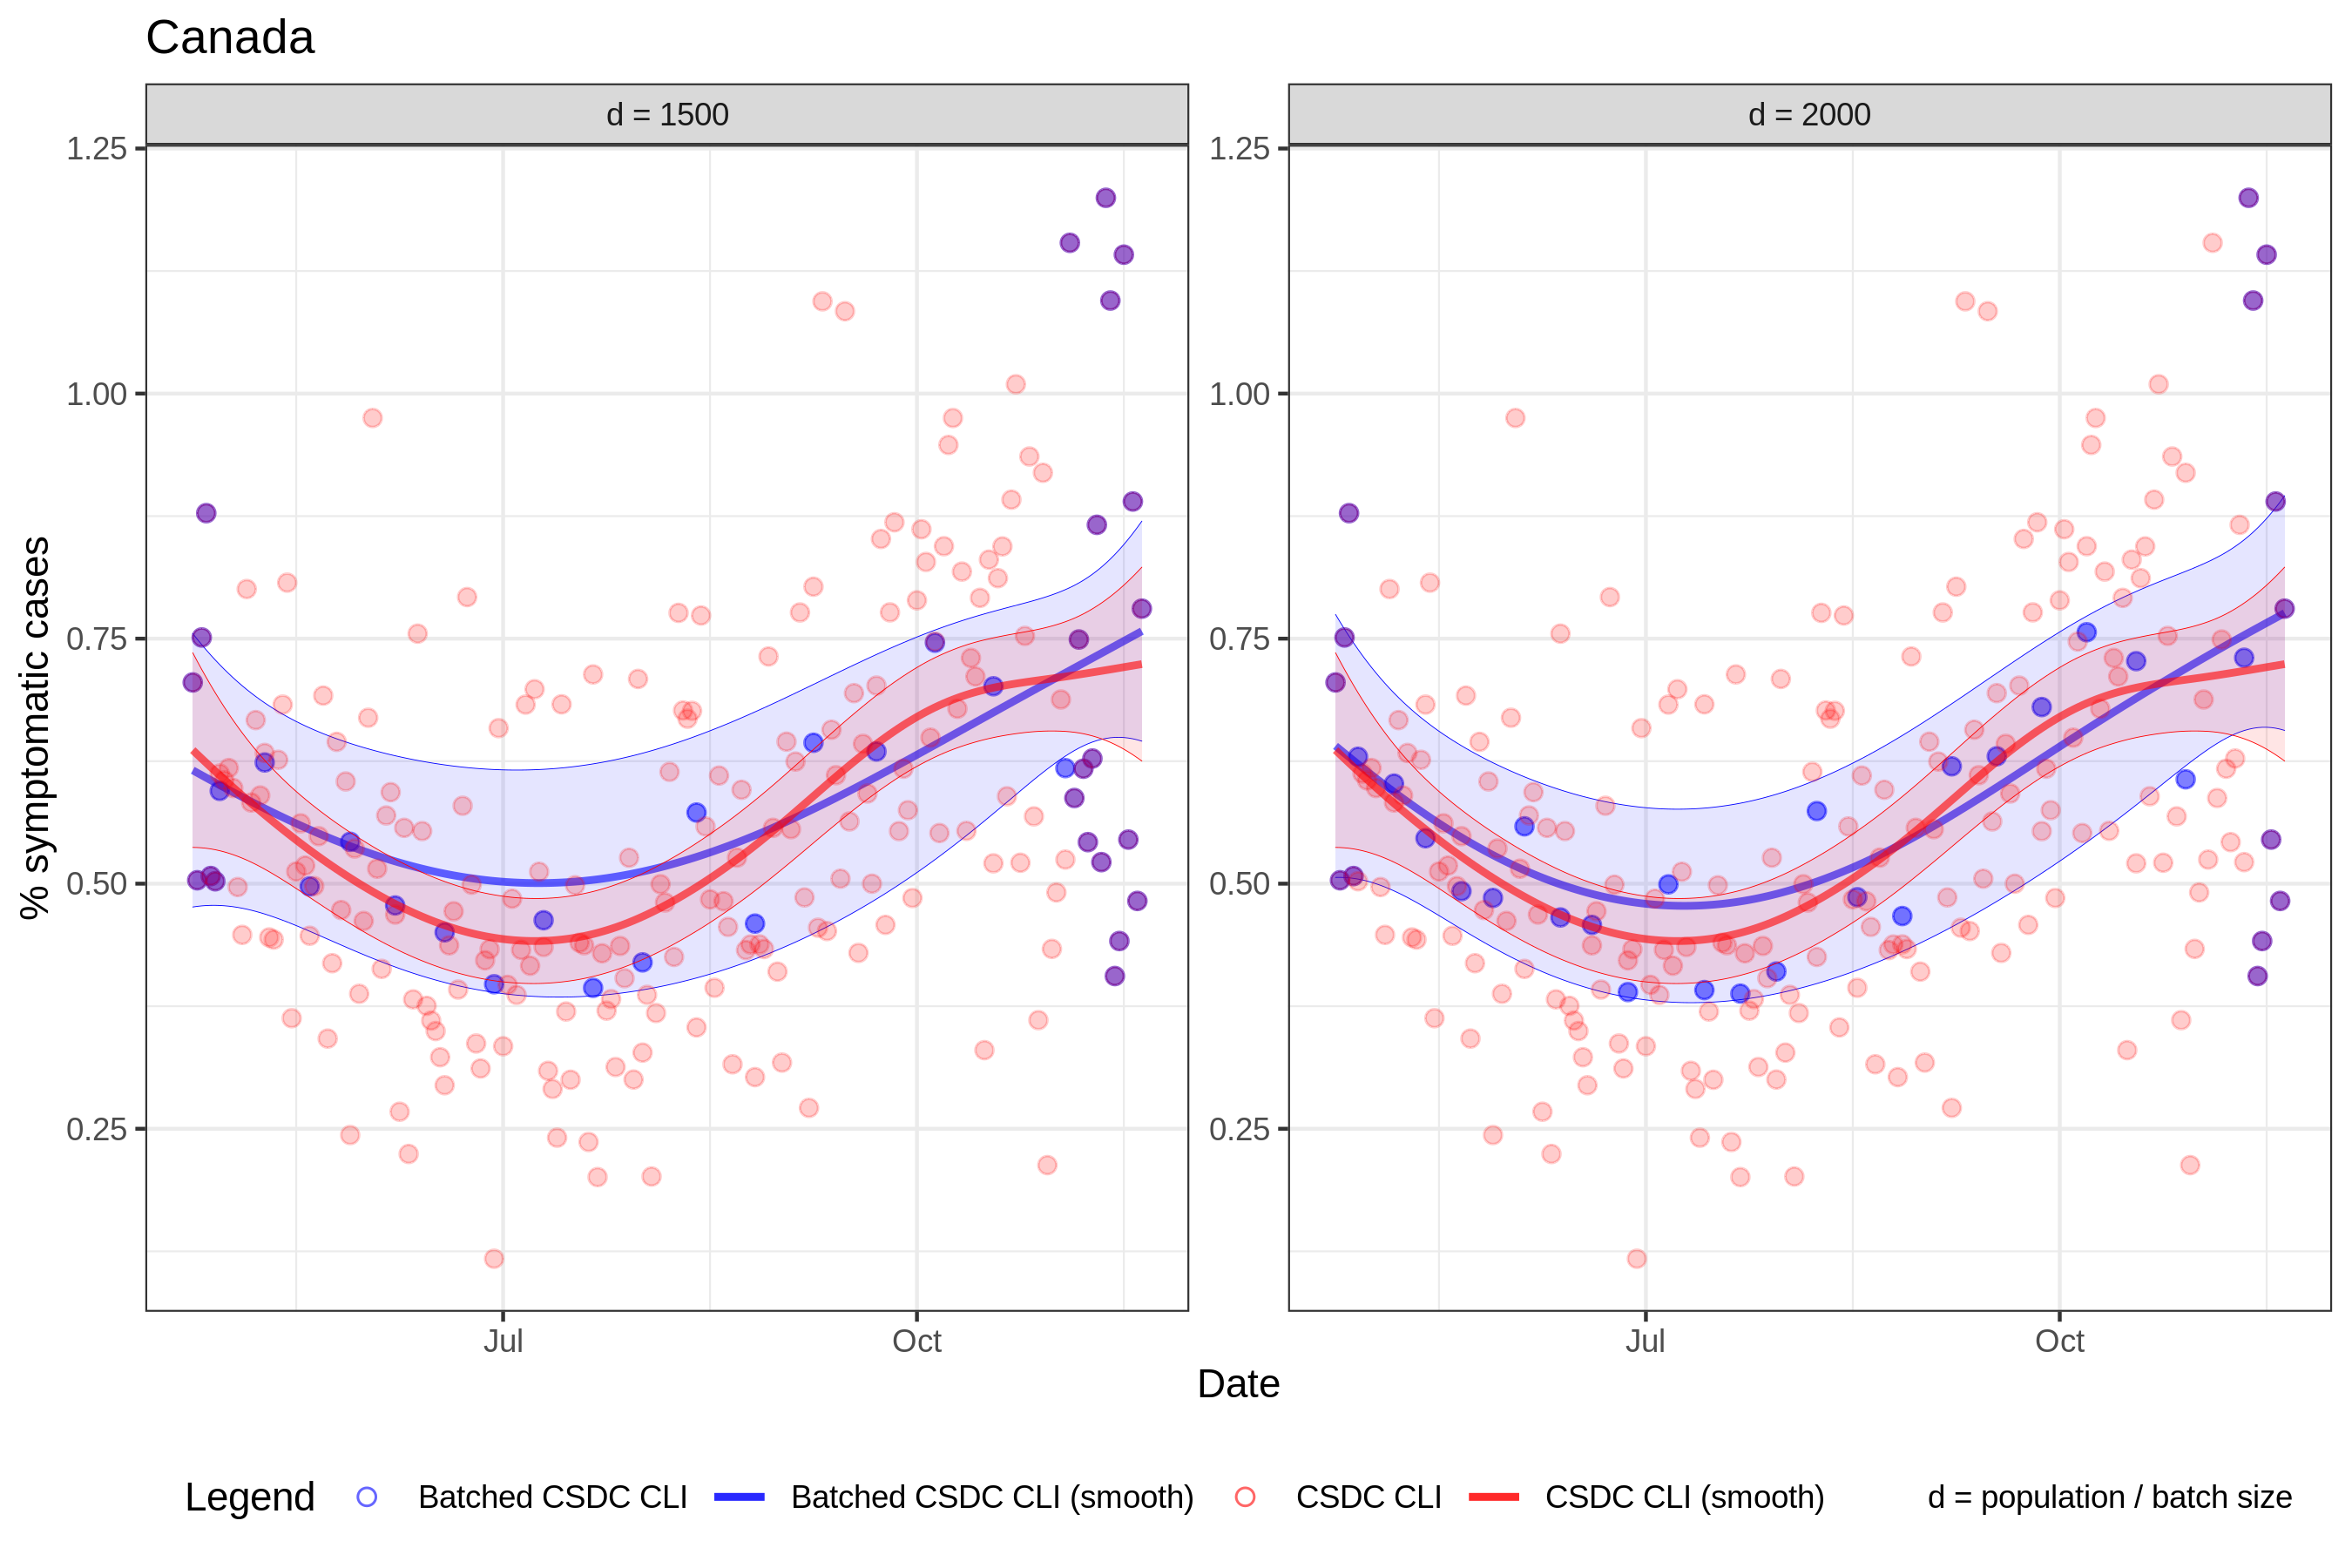 Canada
d = 1500
d = 2000
1.25
1.00
0.75
0.50
0.25
1.25
1.00
0.75
0.50
0.25
% symptomatic cases
Jul
Oct
Jul
Oct
Date
Legend
Batched CSDC CLI
Batched CSDC CLI (smooth)
CSDC CLI
CSDC CLI (smooth)
d = population / batch size